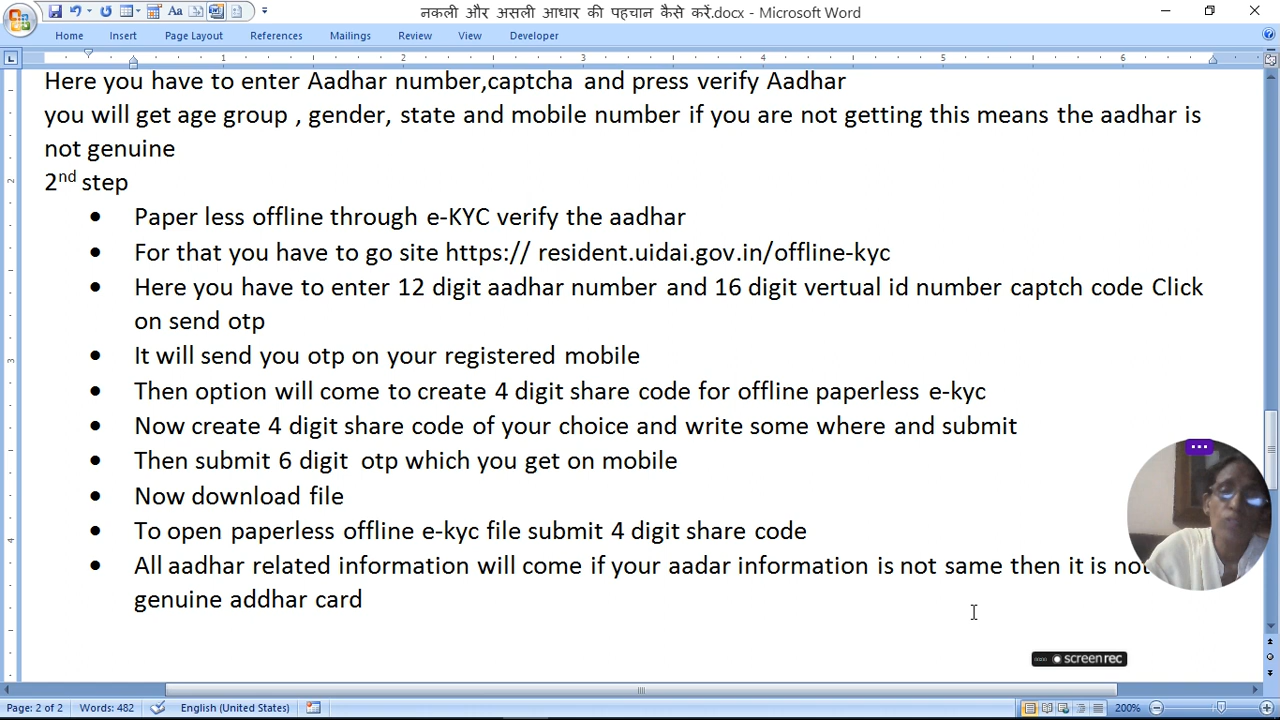 नकली और असली आधार की पहचान कैसे करें.docx - Microsoft Word
Home Insert Page Layout References Mailings Review View Developer
Here you have to enter Aadhar number,captcha and press verify Aadhar
you will get age group , gender, state and mobile number if you are not getting this means the aadhar is
not genuine
2nd step
• Paper less offline through e-KYC verify the aadhar
• For that you have to go site https:// resident.uidai.gov.in/offline-kyc
• Here you have to enter 12 digit aadhar number and 16 digit vertual id number captch code Click
on send otp
• It will send you otp on your registered mobile
• Then option will come to create 4 digit share code for offline paperless e-kyc
• Now create 4 digit share code of your choice and write some where and submit
• Then submit 6 digit otp which you get on mobile
• Now download file
• To open paperless offline e-kyc file submit 4 digit share code
• All aadhar related information will come if your aadar information is not same then it is not
genuine addhar card
screenrec
Page: 2 of 2 Words: 482 English (United States) 200%